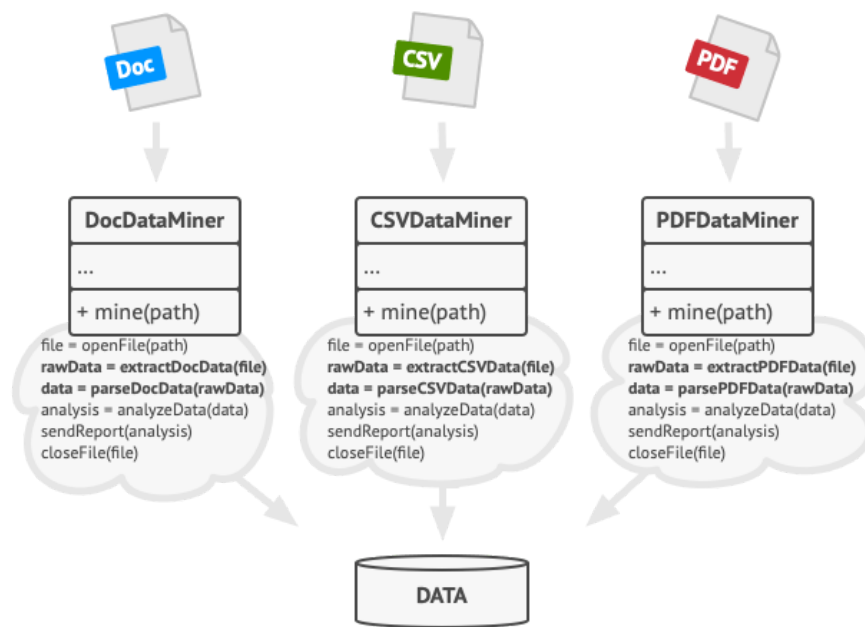 Doc
CSV
PDF
DocDataMiner
...
+ mine(path)
file = openFile(path)
rawData = extractDocData(file)
data = parseDocData(rawData)
analysis = analyzeData(data)
sendReport(analysis)
closeFile(file)
CSVDataMiner
...
+ mine(path)
file = openFile(path)
rawData = extractCSVData(file)
data = parseCSVData(rawData)
analysis = analyzeData(data)
sendReport(analysis)
closeFile(file)
PDFDataMiner
...
+ mine(path)
file = openFile(path)
rawData = extractPDFData(file)
data = parsePDFData(rawData)
analysis = analyzeData(data)
sendReport(analysis)
closeFile(file)
DATA